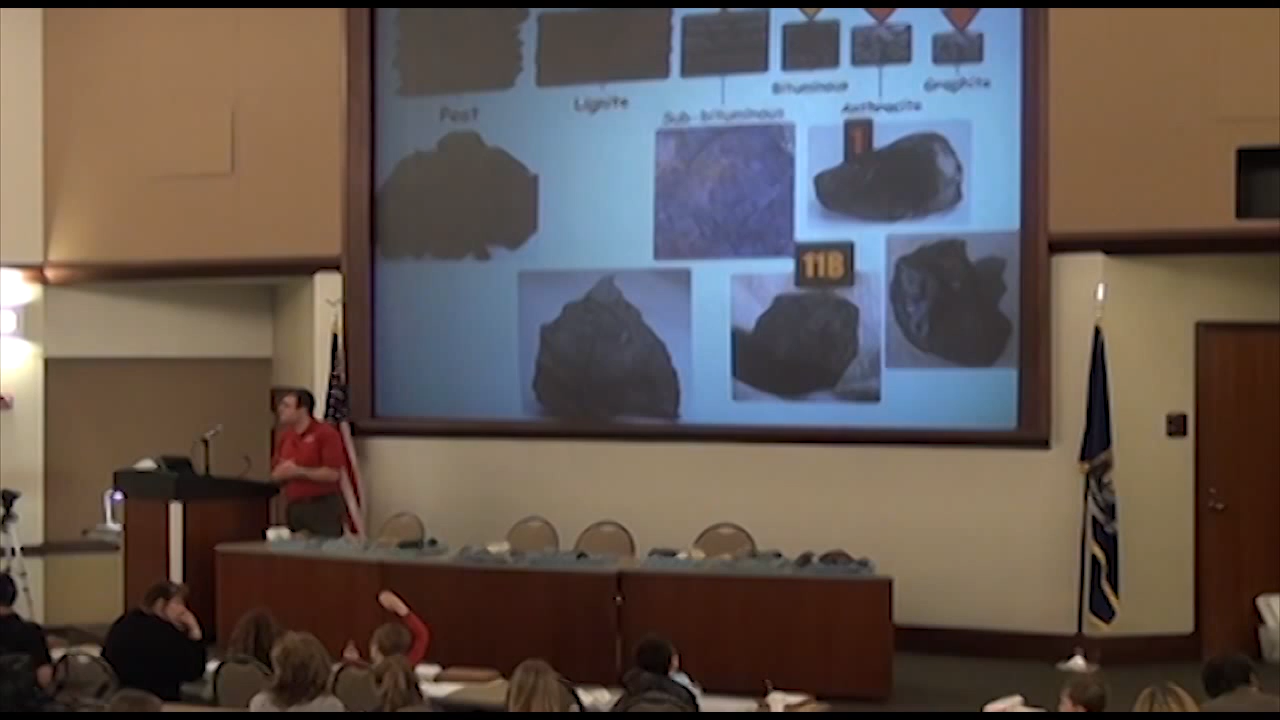 Peat
Lignite
Sub-bituminous
Bituminous
Anthracite
Graphite
1
11B